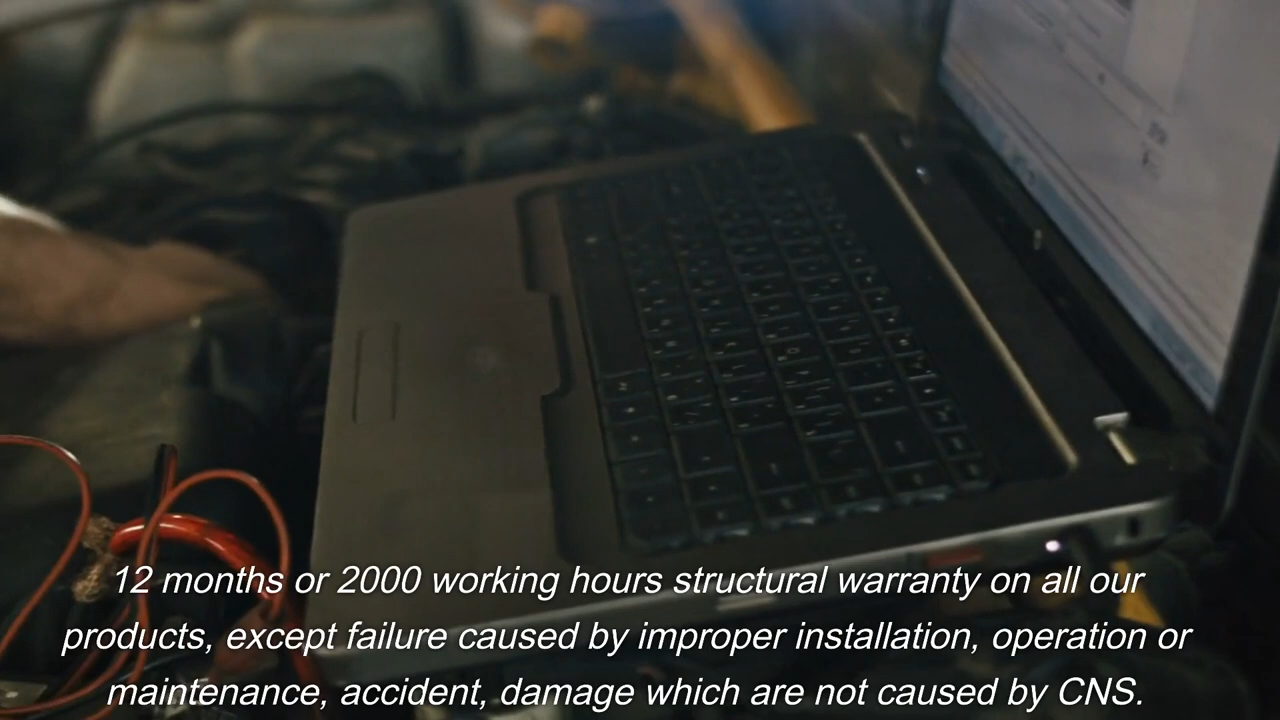 12 months or 2000 working hours structural warranty on all our
products, except failure caused by improper installation, operation or
maintenance, accident, damage which are not caused by CNS.